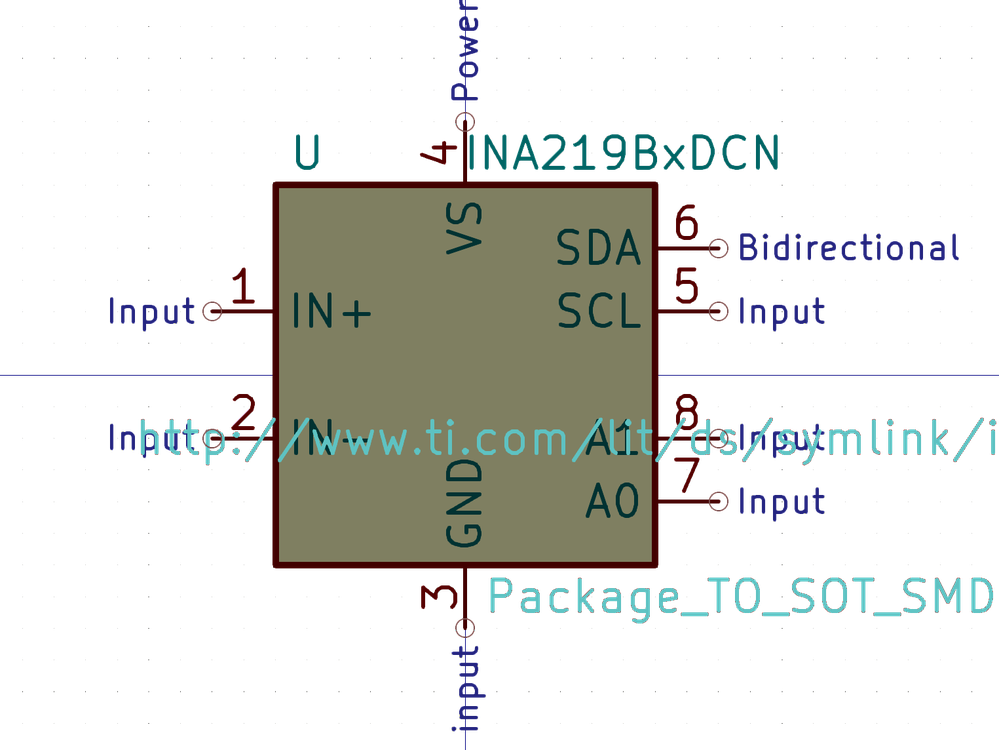 Power
U
4
INA219BxDCN
VS
SDA
6
Bidirectional
1
Input
IN+
SCL
5
Input
2
Input
IN-
http://www.ti.com/lit/ds/symlink/i
A1
8
Input
GND
A0
7
Input
3
Package_TO_SOT_SMD
input